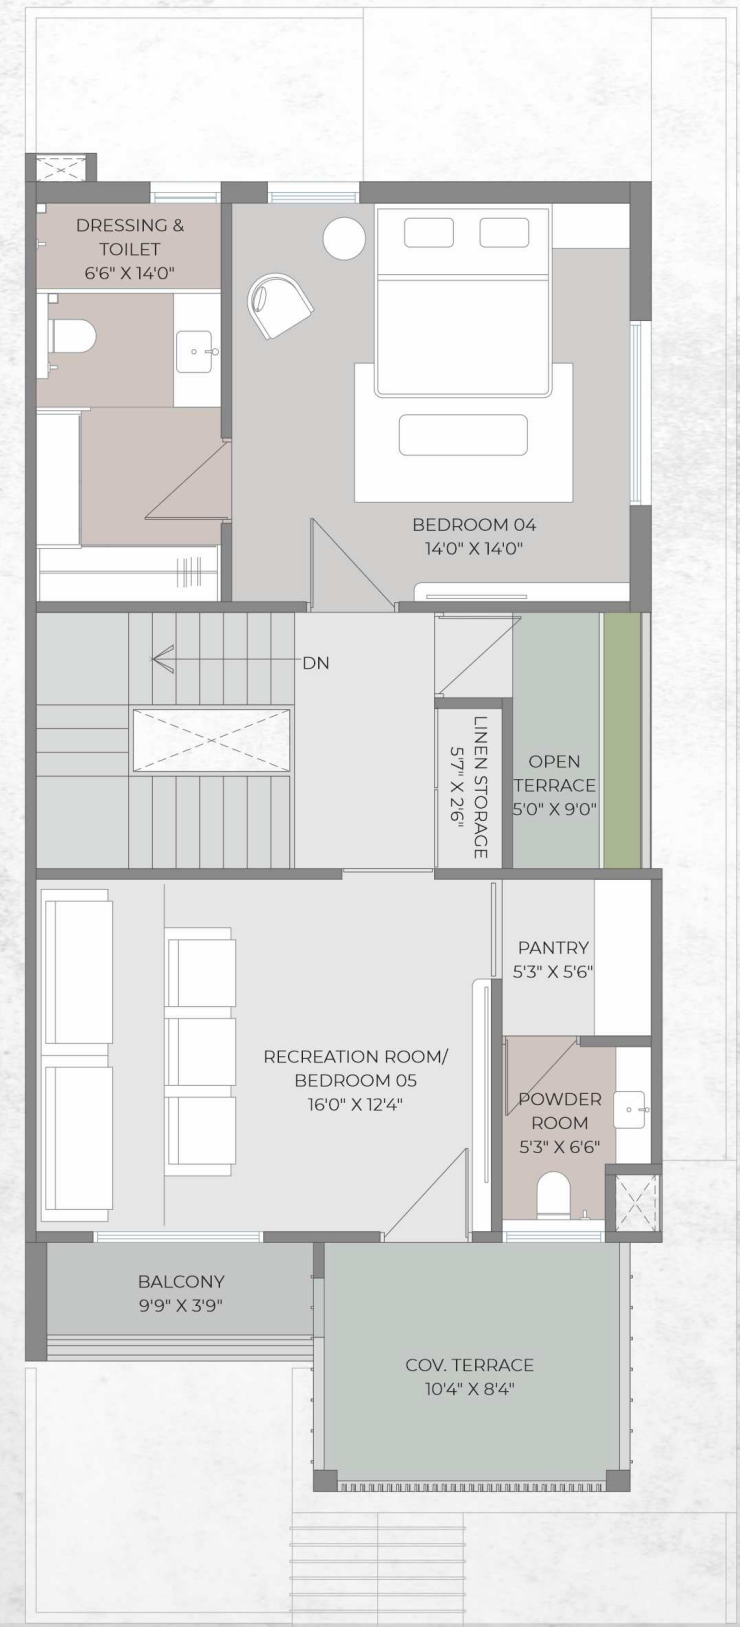 DRESSING &
TOILET
6'6" X 14'0"
BEDROOM 04
14'0" X 14'0"
DN
LINEN STORAGE
5'7" X 2'6"
OPEN
TERRACE
5'0" X 9'0"
PANTRY
5'3" X 5'6"
RECREATION ROOM/
BEDROOM 05
16'0" X 12'4"
POWDER
ROOM
5'3" X 6'6"
BALCONY
9'9" X 3'9"
COV. TERRACE
10'4" X 8'4"